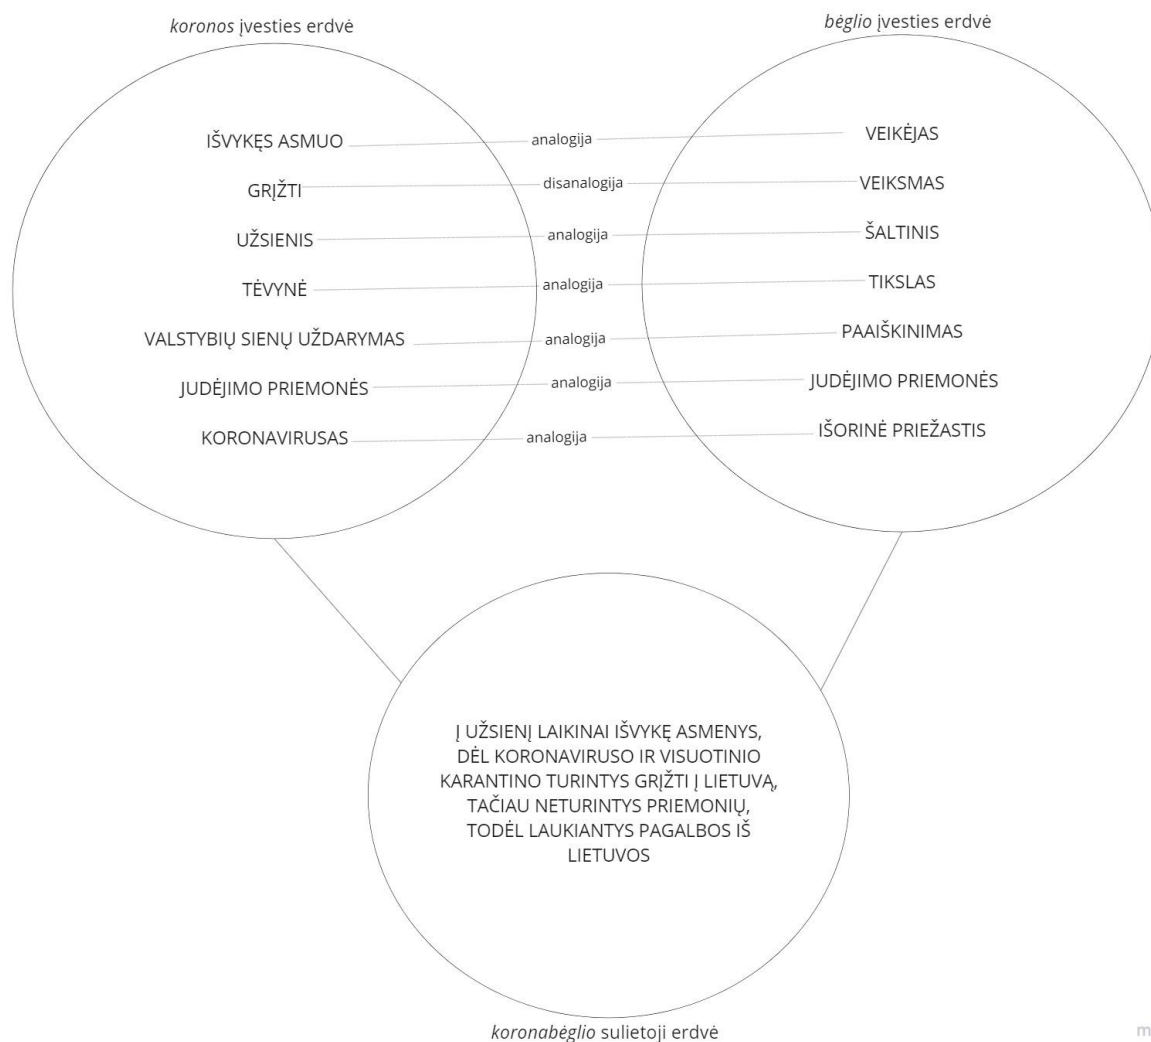 koronos įvesties erdvė
bėglio įvesties erdvė
IŠVYKĘS ASMUO analogija VEIKĖJAS
GRĮŽTI disanalogija VEIKSMAS
UŽSIENIS analogija ŠALTINIS
TĖVYNĖ analogija TIKSLAS
VALSTYBIŲ SIENŲ UŽDARYMAS analogija PAAIŠKINIMAS
JUDĖJIMO PRIEMONĖS analogija JUDĖJIMO PRIEMONĖS
KORONAVIRUSAS analogija IŠORINĖ PRIEŽASTIS
Į UŽSIENĮ LAIKINAI IŠVYKĘ ASMENYS,
DĖL KORONAVIRUSO IR VISUOTINIO
KARANTINO TURINTYS GRĮŽTI Į LIETUVĄ,
TAČIAU NETURINTYS PRIEMONIŲ,
TODĖL LAUKIANTYS PAGALBOS IŠ
LIETUVOS
koronabėglio sulietoji erdvė
m